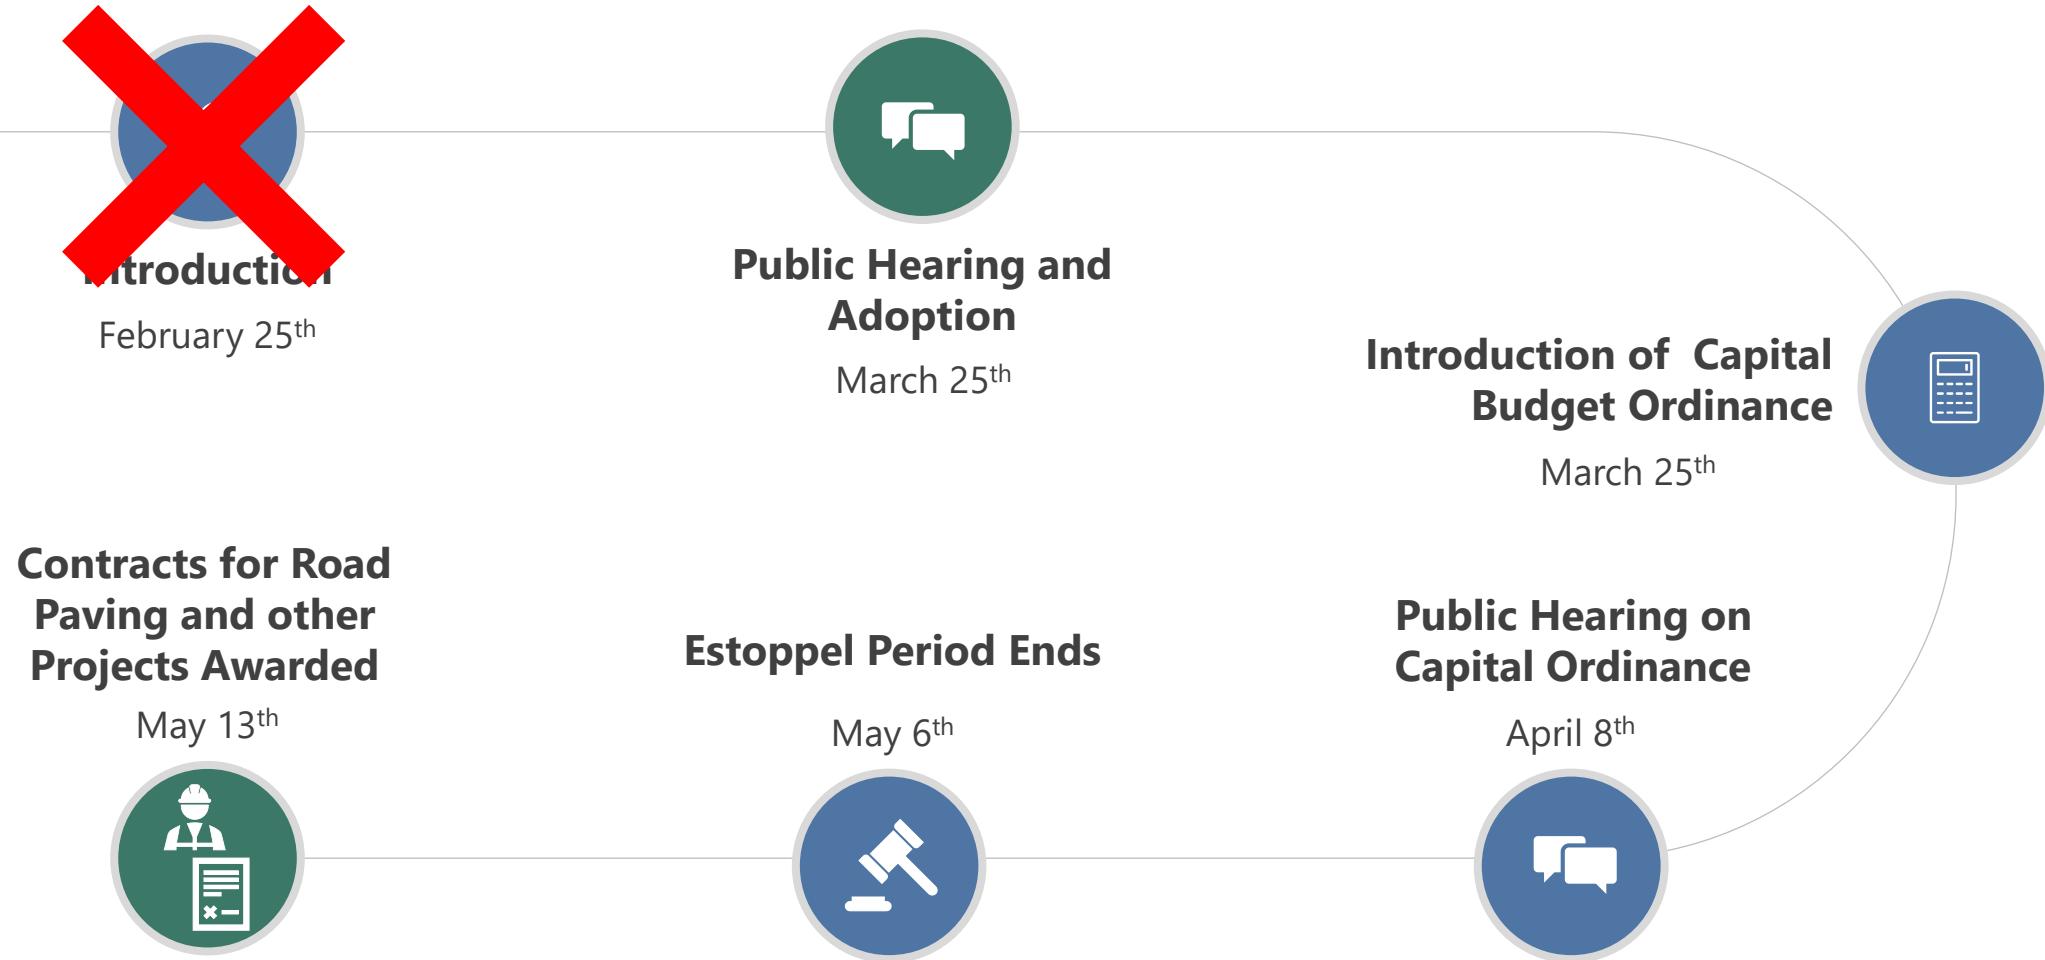 Introduction
February 25th
Public Hearing and
Adoption
March 25th
Introduction of  Capital
Budget Ordinance
March 25th
Public Hearing on
Capital Ordinance
April 8th
Estoppel Period Ends
May 6th
Contracts for Road
Paving and other
Projects Awarded
May 13th